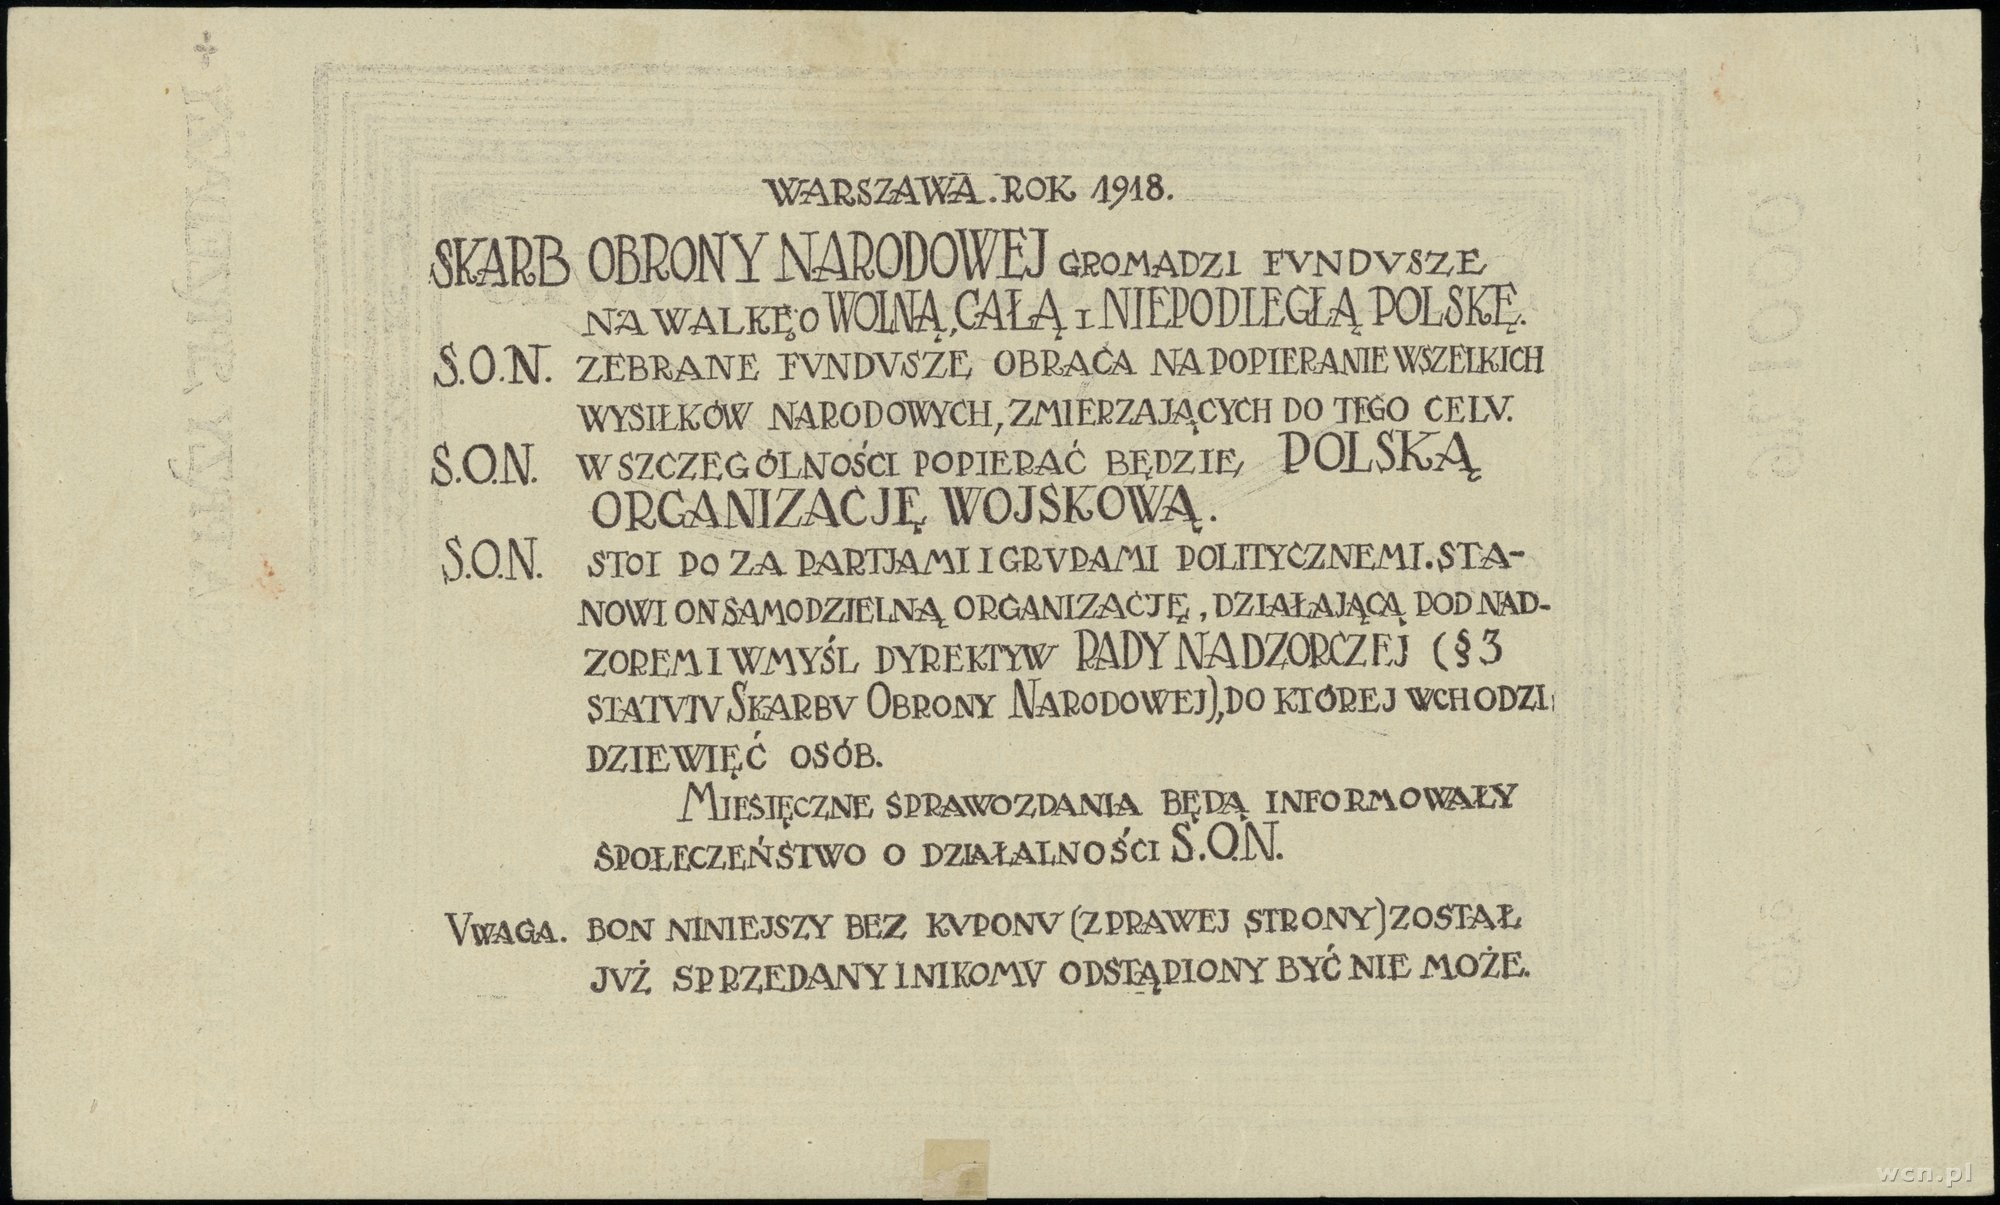 WARSZAWA. ROK 1918.
SKARB OBRONY NARODOWEJ GROMADZI FVNDVSZE
NA WALKĘ O WOLNĄ, CAŁĄ I NIEPODLEGŁĄ POLSKĘ.
S.O.N. ZEBRANE FVNDVSZE OBRACA NA POPIERANIE WSZELKICH
WYSIŁKÓW NARODOWYCH, ZMIERZAJĄCYCH DO TEGO CELV.
S.O.N. W SZCZEGÓLNOŚCI POPIERAĆ BĘDZIE, POLSKĄ
ORGANIZACJĘ WOJSKOWĄ.
S.O.N. STOI PO ZA PARTJAMI I GRVPAMI POLITYCZNEMI. STA-
NOWI ON SAMODZIELNĄ ORGANIZACJĘ, DZIAŁAJĄCĄ POD NAD-
ZOREM I W MYŚL DYREKTYW RADY NADZORCZEJ (§ 3
STATVTV SKARBV OBRONY NARODOWEJ), DO KTÓREJ WCHODZI
DZIEWIĘĆ OSÓB.
MIESIĘCZNE SPRAWOZDANIA BĘDĄ INFORMOWAŁY
SPOŁECZEŃSTWO O DZIAŁALNOŚCI S.O.N.
VWAGA. BON NINIEJSZY BEZ KVPONV (Z PRAWEJ STRONY) ZOSTAŁ
JVŻ SPRZEDANY I NIKOMV ODSTĄPIONY BYĆ NIE MOŻE.
wcn.pl